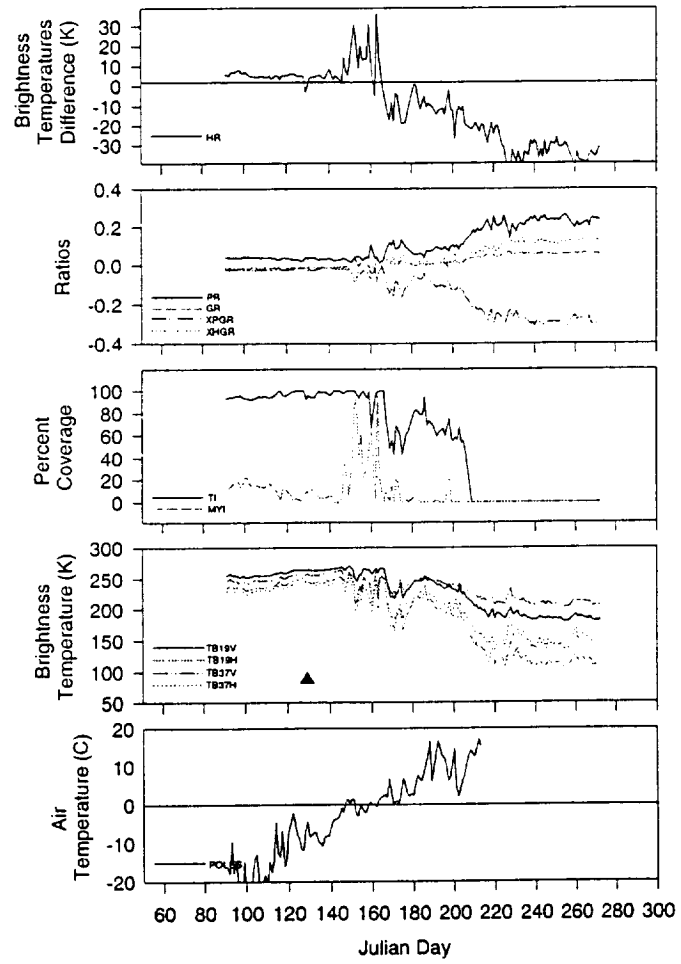 Brightness
Temperatures
Difference (K)
30
20
10
0
-10
-20
-30
HR
Ratios
0.4
0.2
0.0
-0.2
-0.4
PR
GR
XPGR
XHGR
Percent
Coverage
100
80
60
40
20
0
TI
MYI
Brightness
Temperature (K)
300
250
200
150
100
50
TB19V
TB19H
TB37V
TB37H
Air
Temperature (C)
20
10
0
-10
-20
POLES
60 80 100 120 140 160 180 200 220 240 260 280 300
Julian Day